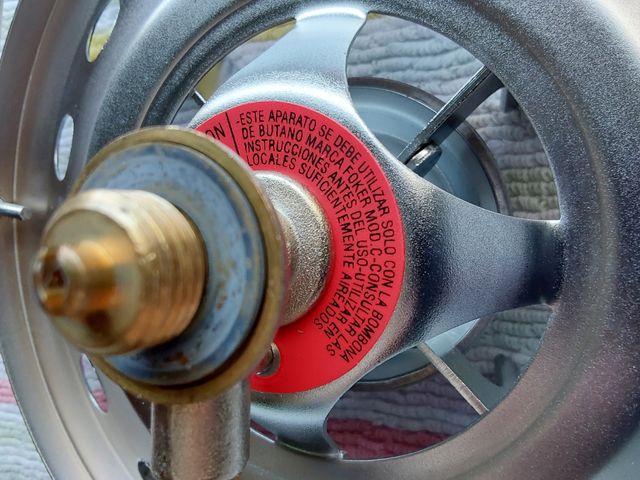 ON
-ESTE APARATO SE DEBE UTILIZAR SOLO CON LA BOMBONA
DE BUTANO MARCA FOKER MOD. C-CONSULTAR LAS
INSTRUCCIONES ANTES DEL USO-UTILIZAR EN
LOCALES SUFICIENTEMENTE AIREADOS